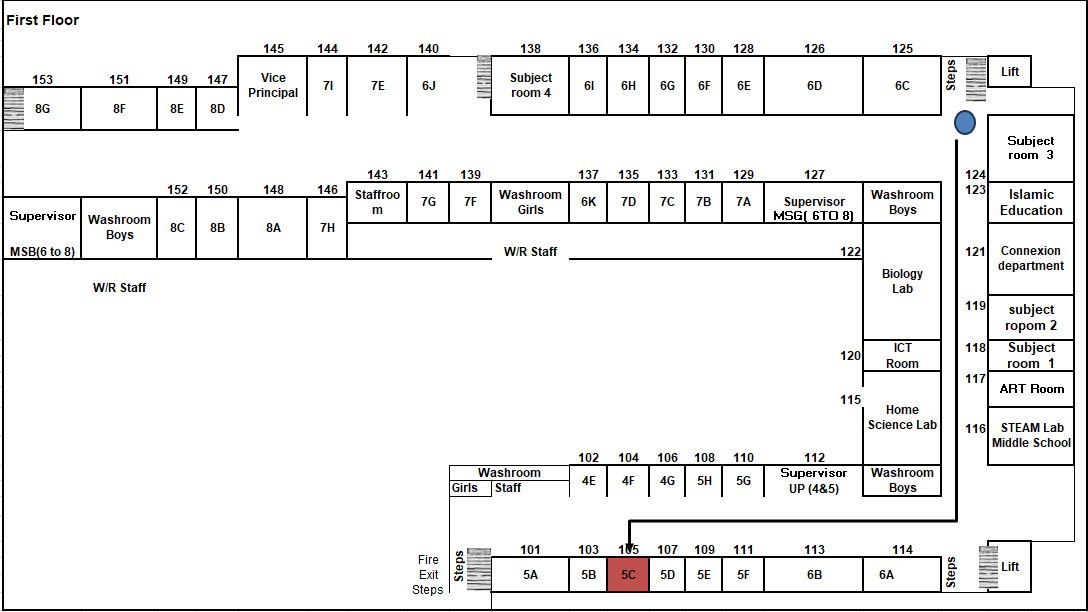 First Floor
145 144 142 140 138 136 134 132 130 128 126 125
153 151 149 147
Vice
Principal
7I 7E 6J
Subject
room 4
6I 6H 6G 6F 6E 6D 6C
Steps
Lift
8G 8F 8E 8D
Subject
room 3
143 141 139 137 135 133 131 129 127 124
152 150 148 146
123
Staffroo
m
7G 7F
Washroom
Girls
6K 7D 7C 7B 7A
Supervisor
MSG( 6TO 8)
Washroom
Boys
Islamic
Education
Supervisor
MSB(6 to 8)
Washroom
Boys
8C 8B 8A 7H
W/R Staff
122
121
Connexion
department
Biology
Lab
W/R Staff
119
subject
ropom 2
120
ICT
Room
118
Subject
room 1
117
ART Room
115
Home
Science Lab
116
STEAM Lab
Middle School
102 104 106 108 110 112
Washroom
Girls Staff
4E 4F 4G 5H 5G
Supervisor
UP (4&5)
Washroom
Boys
101 103 105 107 109 111 113 114
Fire
Exit
Steps
Steps
5A 5B 5C 5D 5E 5F 6B 6A
Steps
Lift